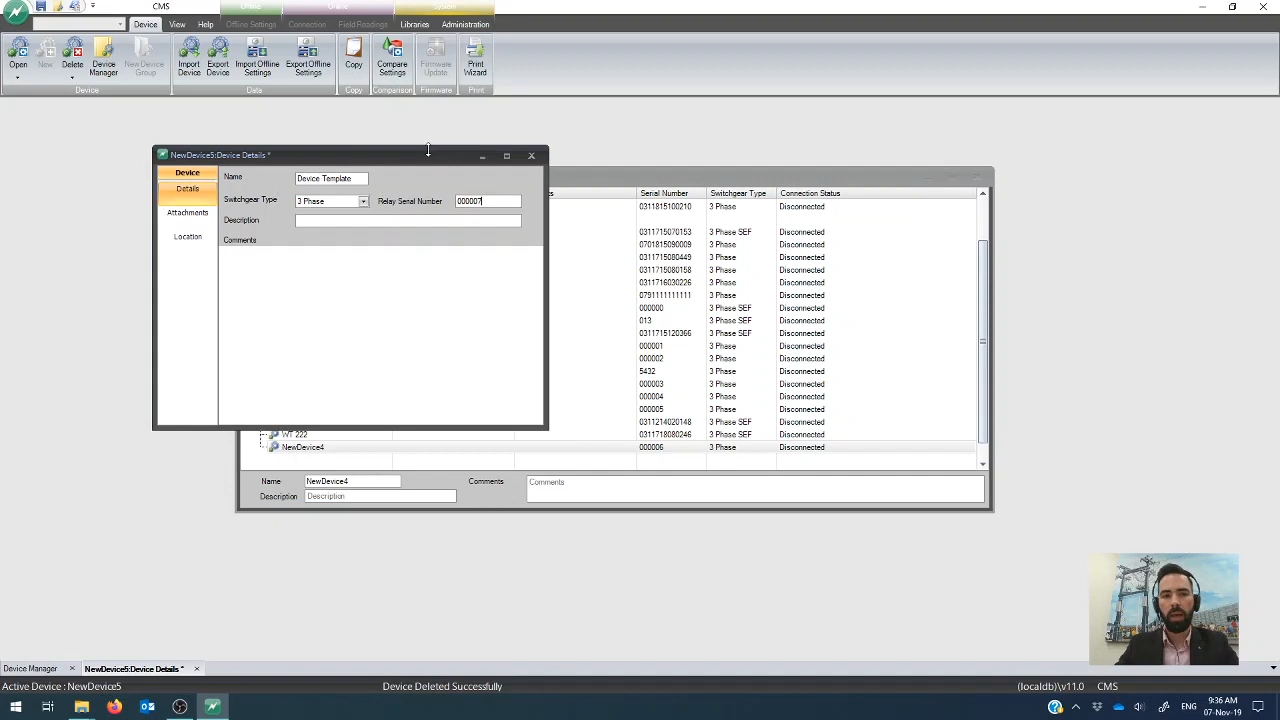 CMS
Offline
Online
System
Device View Help Offline Settings Connection Field Readings Libraries Administration
Open New Delete Device Manager New Device Group Import Device Export Device Import Offline Settings Export Offline Settings Copy Compare Settings Firmware Update Print Wizard
Device Data Copy Comparison Firmware Print
NewDevice5:Device Details *
Device
Details
Attachments
Location
Name Device Template
Switchgear Type 3 Phase Relay Serial Number 000007
Description
Comments
Serial Number Switchgear Type Connection Status
0311815100210 3 Phase Disconnected
0311715070153 3 Phase SEF Disconnected
0701815090009 3 Phase Disconnected
0311715080449 3 Phase Disconnected
0311715080158 3 Phase Disconnected
0311716030226 3 Phase Disconnected
0791111111111 3 Phase Disconnected
000000 3 Phase SEF Disconnected
013 3 Phase SEF Disconnected
0311715120366 3 Phase SEF Disconnected
000001 3 Phase Disconnected
000002 3 Phase Disconnected
5432 3 Phase Disconnected
000003 3 Phase Disconnected
000004 3 Phase Disconnected
000005 3 Phase Disconnected
0311214020148 3 Phase SEF Disconnected
WT 222 0311718080246 3 Phase SEF Disconnected
NewDevice4 000006 3 Phase Disconnected
Name NewDevice4 Comments Comments
Description Description
Device Manager NewDevice5:Device Details *
Active Device : NewDevice5 Device Deleted Successfully (localdb)\v11.0 CMS
ENG 9:36 AM
07-Nov-19